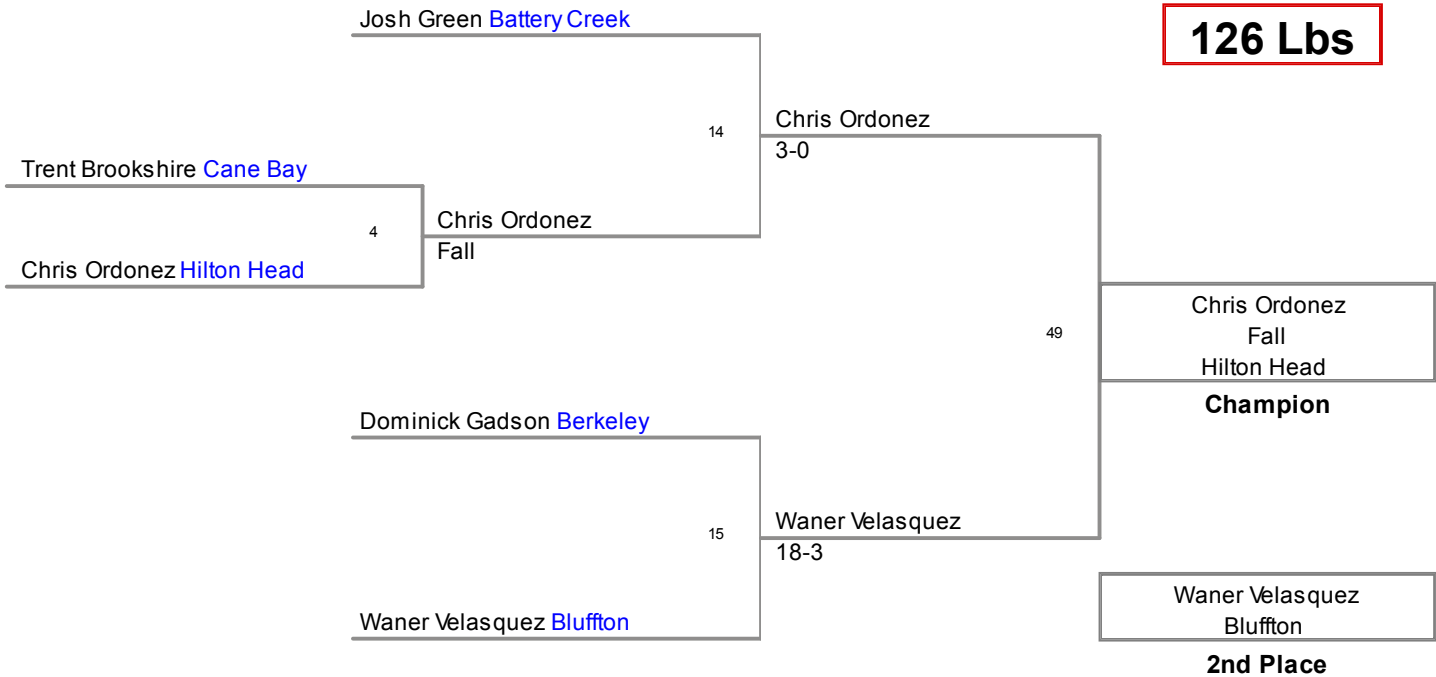 Josh Green Battery Creek
126 Lbs
14
Chris Ordonez
3-0
Trent Brookshire Cane Bay
4
Chris Ordonez
Fall
Chris Ordonez Hilton Head
49
Chris Ordonez
Fall
Hilton Head
Champion
Dominick Gadson Berkeley
15
Waner Velasquez
18-3
Waner Velasquez Bluffton
Waner Velasquez
Bluffton
2nd Place